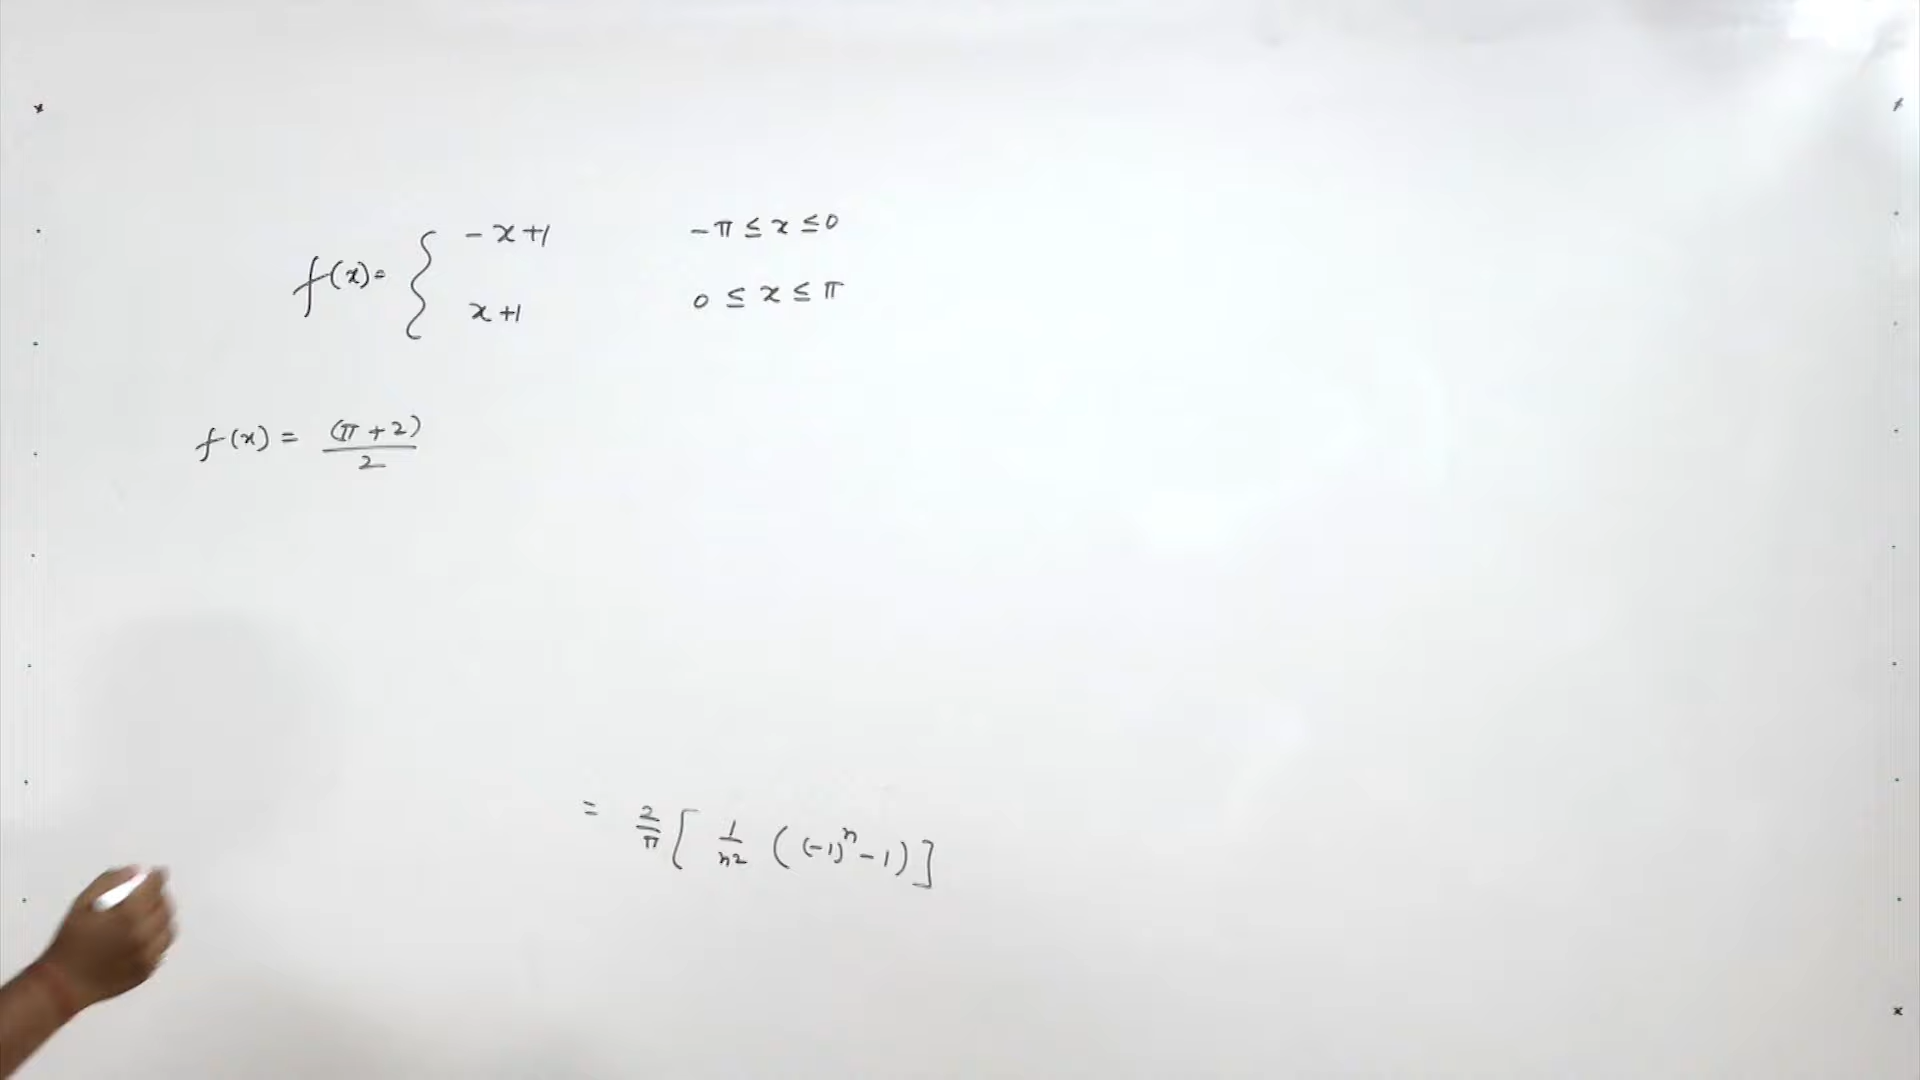 f(x)= { -x+1 -π ≤ x ≤ 0
x+1 0 ≤ x ≤ π
f(x) = (π+2)/2
= 2/π [ 1/n2 ( (-1)^n - 1 ) ]